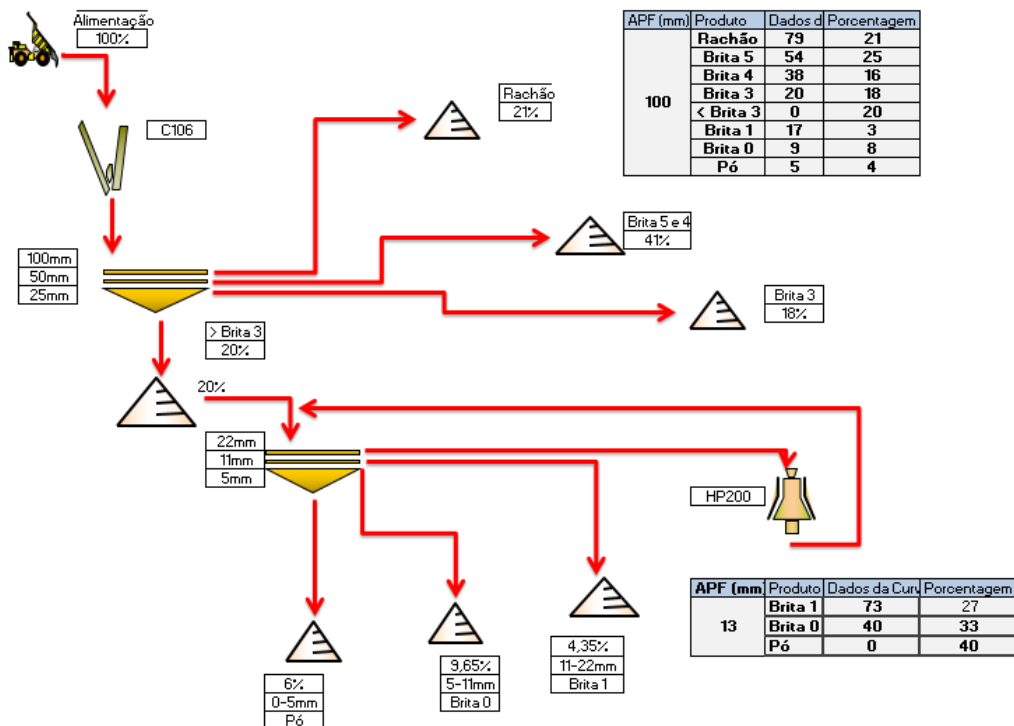 Alimentação
100%
C106
100mm
50mm
25mm
Rachão
21%
Brita 5 e 4
41%
Brita 3
18%
> Brita 3
20%
20%
22mm
11mm
5mm
HP200
6%
0-5mm
Pó
9,65%
5-11mm
Brita 0
4,35%
11-22mm
Brita 1
APF (mm) Produto Dados d Porcentagem
100
Rachão 79 21
Brita 5 54 25
Brita 4 38 16
Brita 3 20 18
< Brita 3 0 20
Brita 1 17 3
Brita 0 9 8
Pó 5 4
APF (mm Produto Dados da Curv Porcentagem
13
Brita 1 73 27
Brita 0 40 33
Pó 0 40